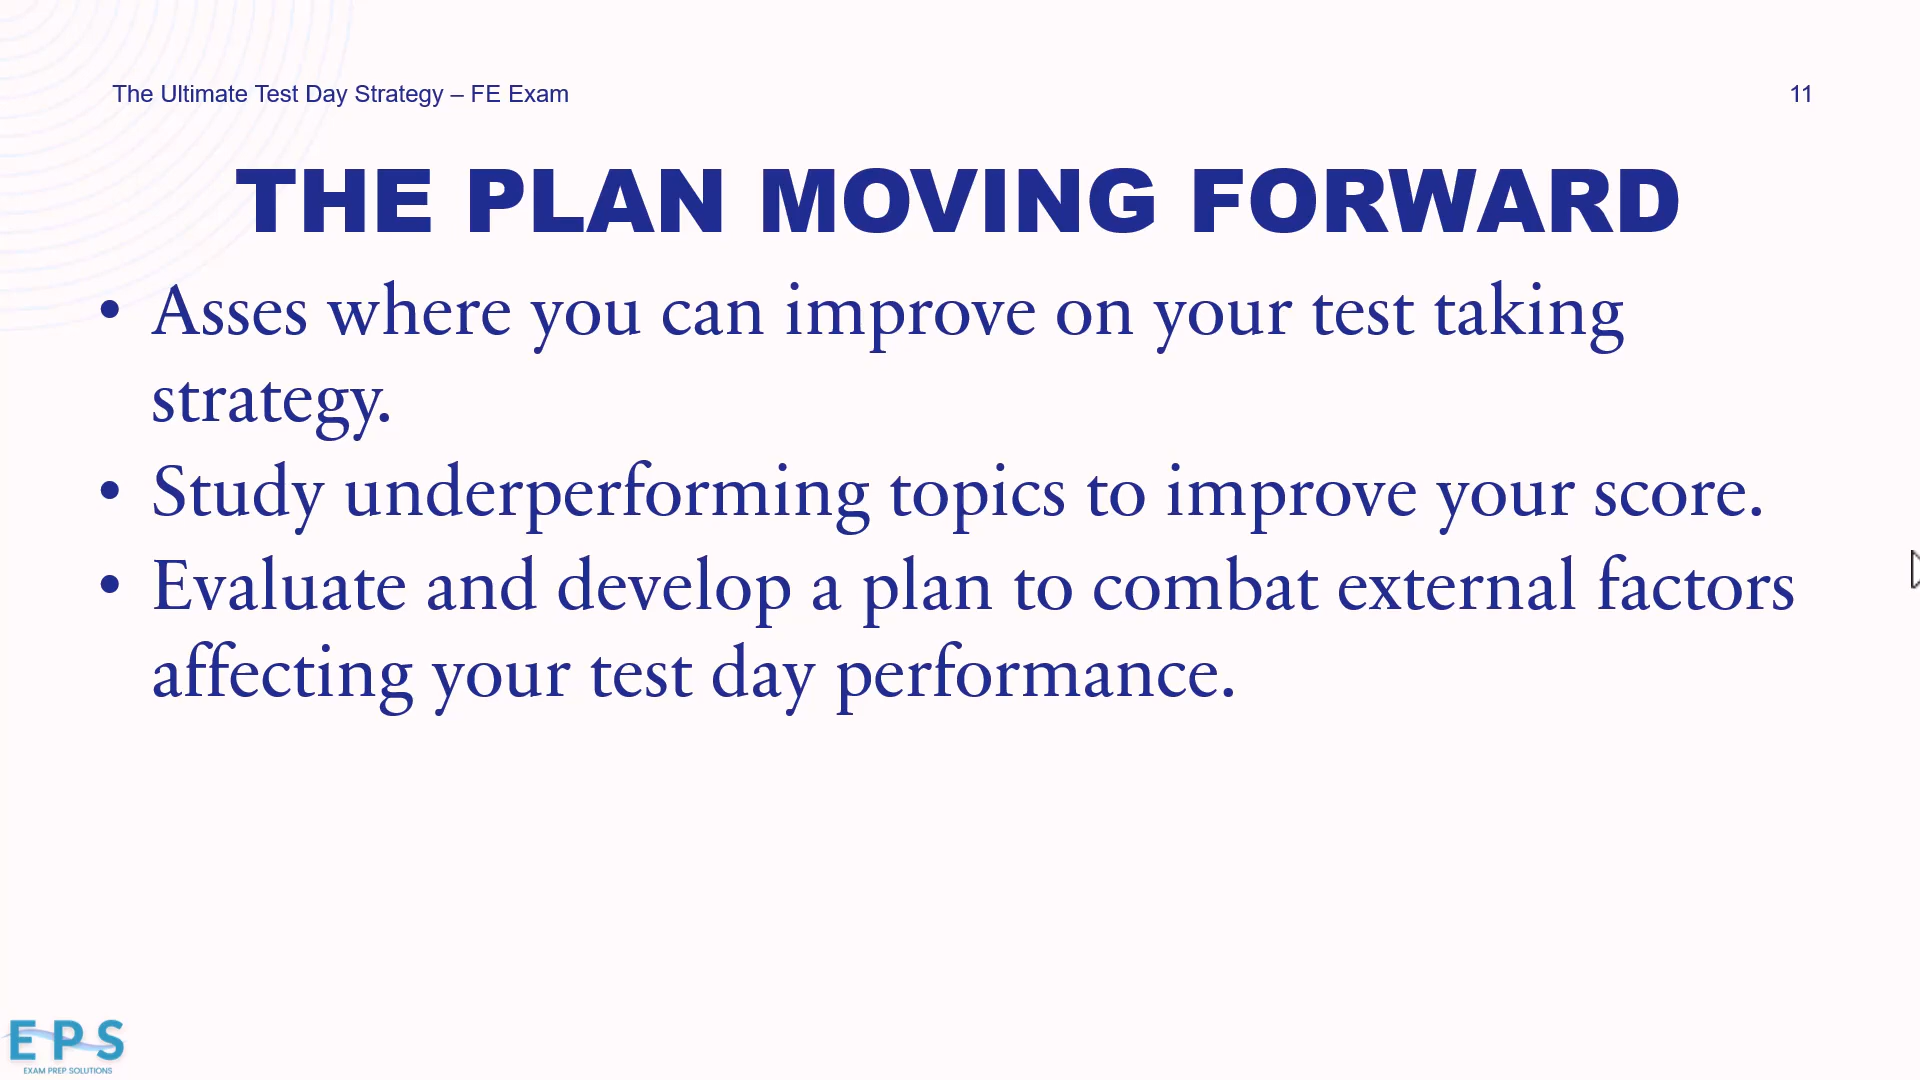 The Ultimate Test Day Strategy – FE Exam
11
THE PLAN MOVING FORWARD
• Asses where you can improve on your test taking
strategy.
• Study underperforming topics to improve your score.
• Evaluate and develop a plan to combat external factors
affecting your test day performance.
EPS
EXAM PREP SOLUTIONS